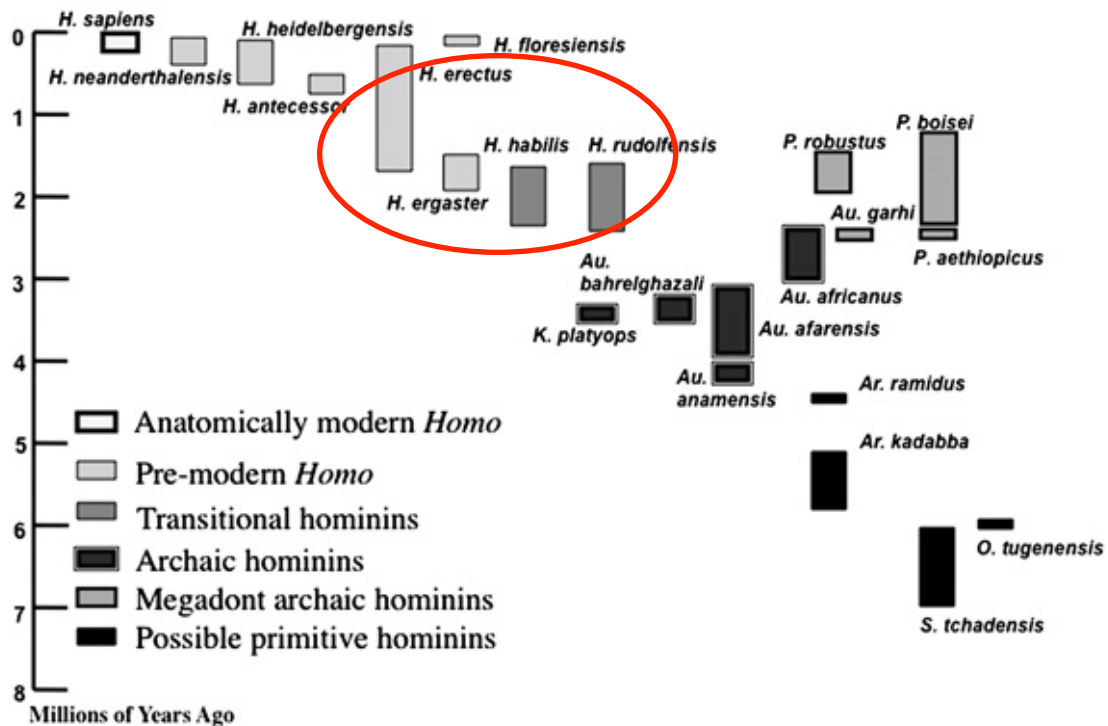 H. sapiens
H. heidelbergensis
H. floresiensis
H. neanderthalensis
H. erectus
H. antecessor
P. boisei
H. habilis
H. rudolfensis
P. robustus
H. ergaster
Au. garhi
Au.
bahrelghazali
P. aethiopicus
Au. africanus
K. platyops
Au. afarensis
Au.
anamensis
Ar. ramidus
Ar. kadabba
O. tugenensis
S. tchadensis
0
1
2
3
4
5
6
7
8
Anatomically modern Homo
Pre-modern Homo
Transitional hominins
Archaic hominins
Megadont archaic hominins
Possible primitive hominins
Millions of Years Ago